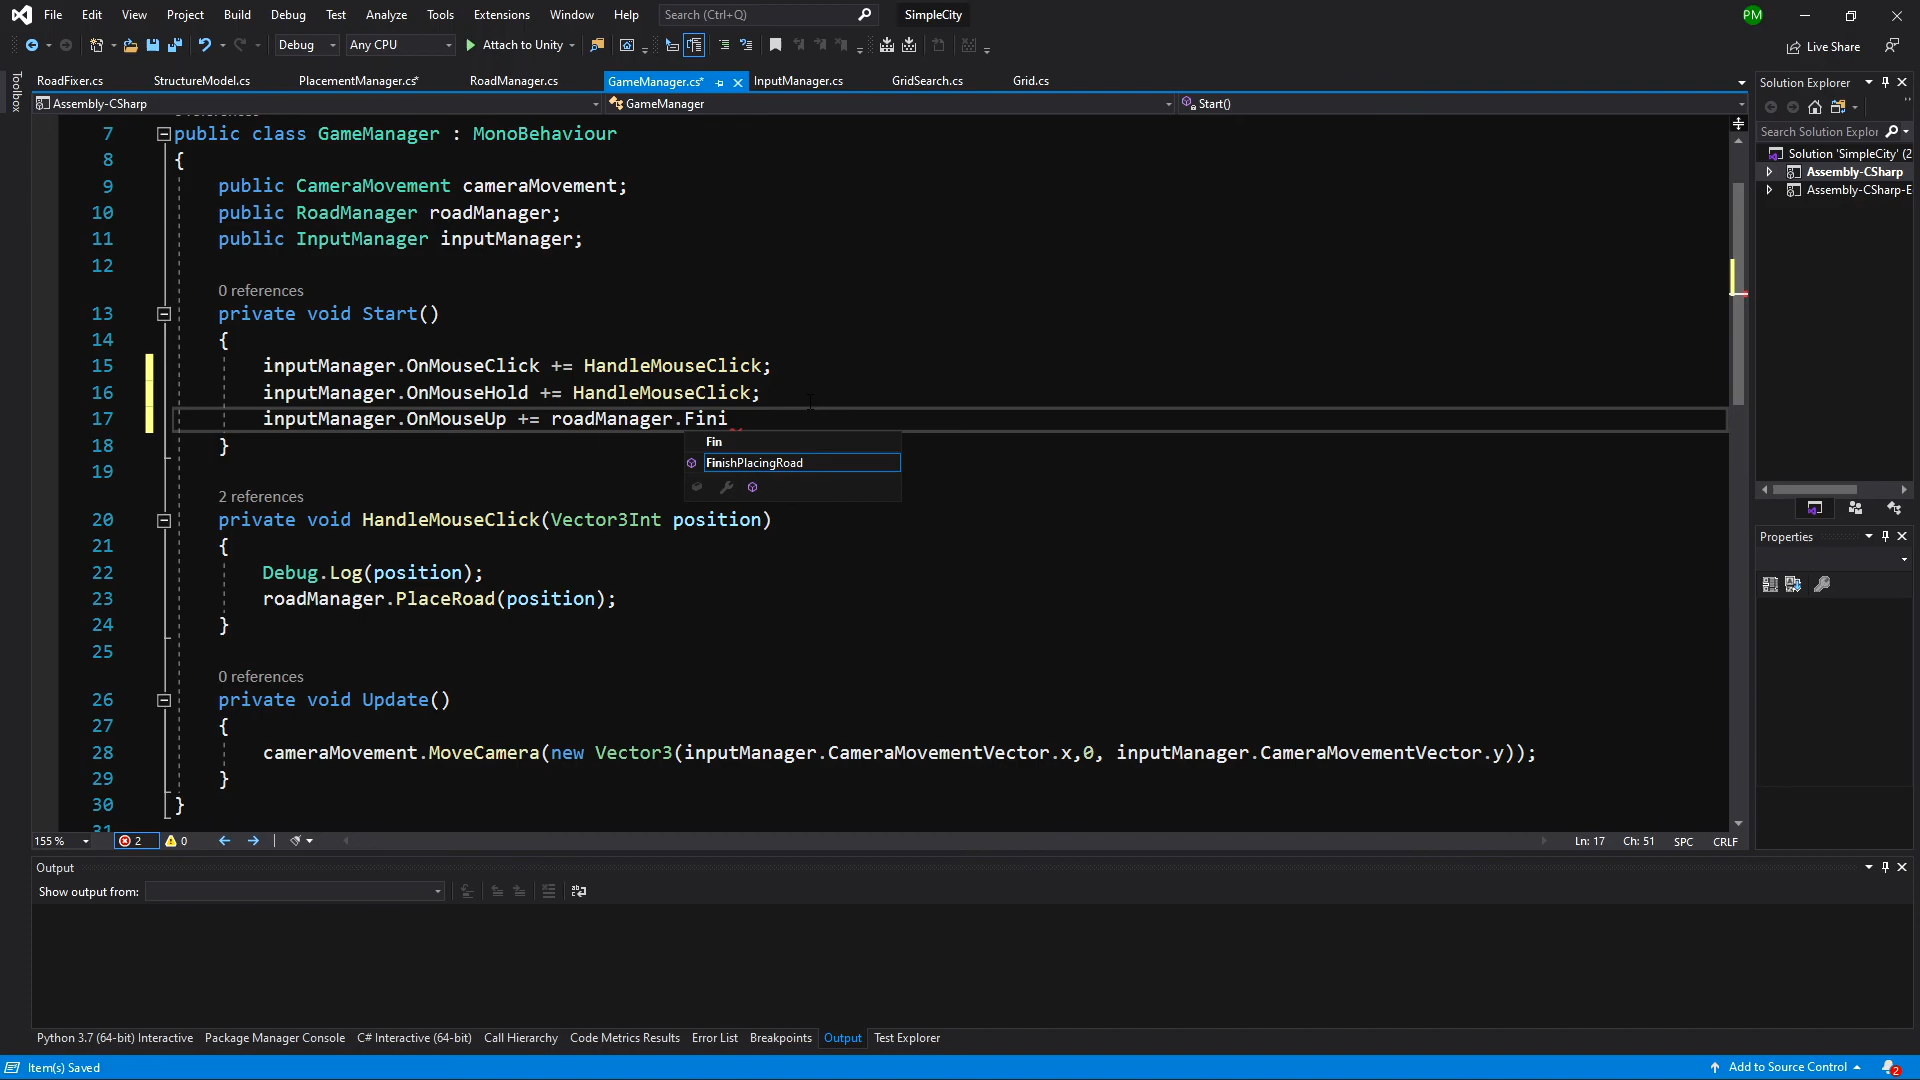 File Edit View Project Build Debug Test Analyze Tools Extensions Window Help Search (Ctrl+Q) SimpleCity PM
Debug Any CPU Attach to Unity Live Share
Toolbox
RoadFixer.cs StructureModel.cs PlacementManager.cs* RoadManager.cs GameManager.cs* InputManager.cs GridSearch.cs Grid.cs
Assembly-CSharp GameManager Start()
7 public class GameManager : MonoBehaviour
8 {
9 public CameraMovement cameraMovement;
10 public RoadManager roadManager;
11 public InputManager inputManager;
12
0 references
13 private void Start()
14 {
15 inputManager.OnMouseClick += HandleMouseClick;
16 inputManager.OnMouseHold += HandleMouseClick;
17 inputManager.OnMouseUp += roadManager.Fini
Fin
FinishPlacingRoad
18 }
19
2 references
20 private void HandleMouseClick(Vector3Int position)
21 {
22 Debug.Log(position);
23 roadManager.PlaceRoad(position);
24 }
25
0 references
26 private void Update()
27 {
28 cameraMovement.MoveCamera(new Vector3(inputManager.CameraMovementVector.x,0, inputManager.CameraMovementVector.y));
29 }
30 }
31
155 % 2 0 Ln: 17 Ch: 51 SPC CRLF
Solution Explorer
Search Solution Explor
Solution 'SimpleCity' (2
Assembly-CSharp
Assembly-CSharp-E
Properties
Output
Show output from:
Python 3.7 (64-bit) Interactive Package Manager Console C# Interactive (64-bit) Call Hierarchy Code Metrics Results Error List Breakpoints Output Test Explorer
Item(s) Saved Add to Source Control 2